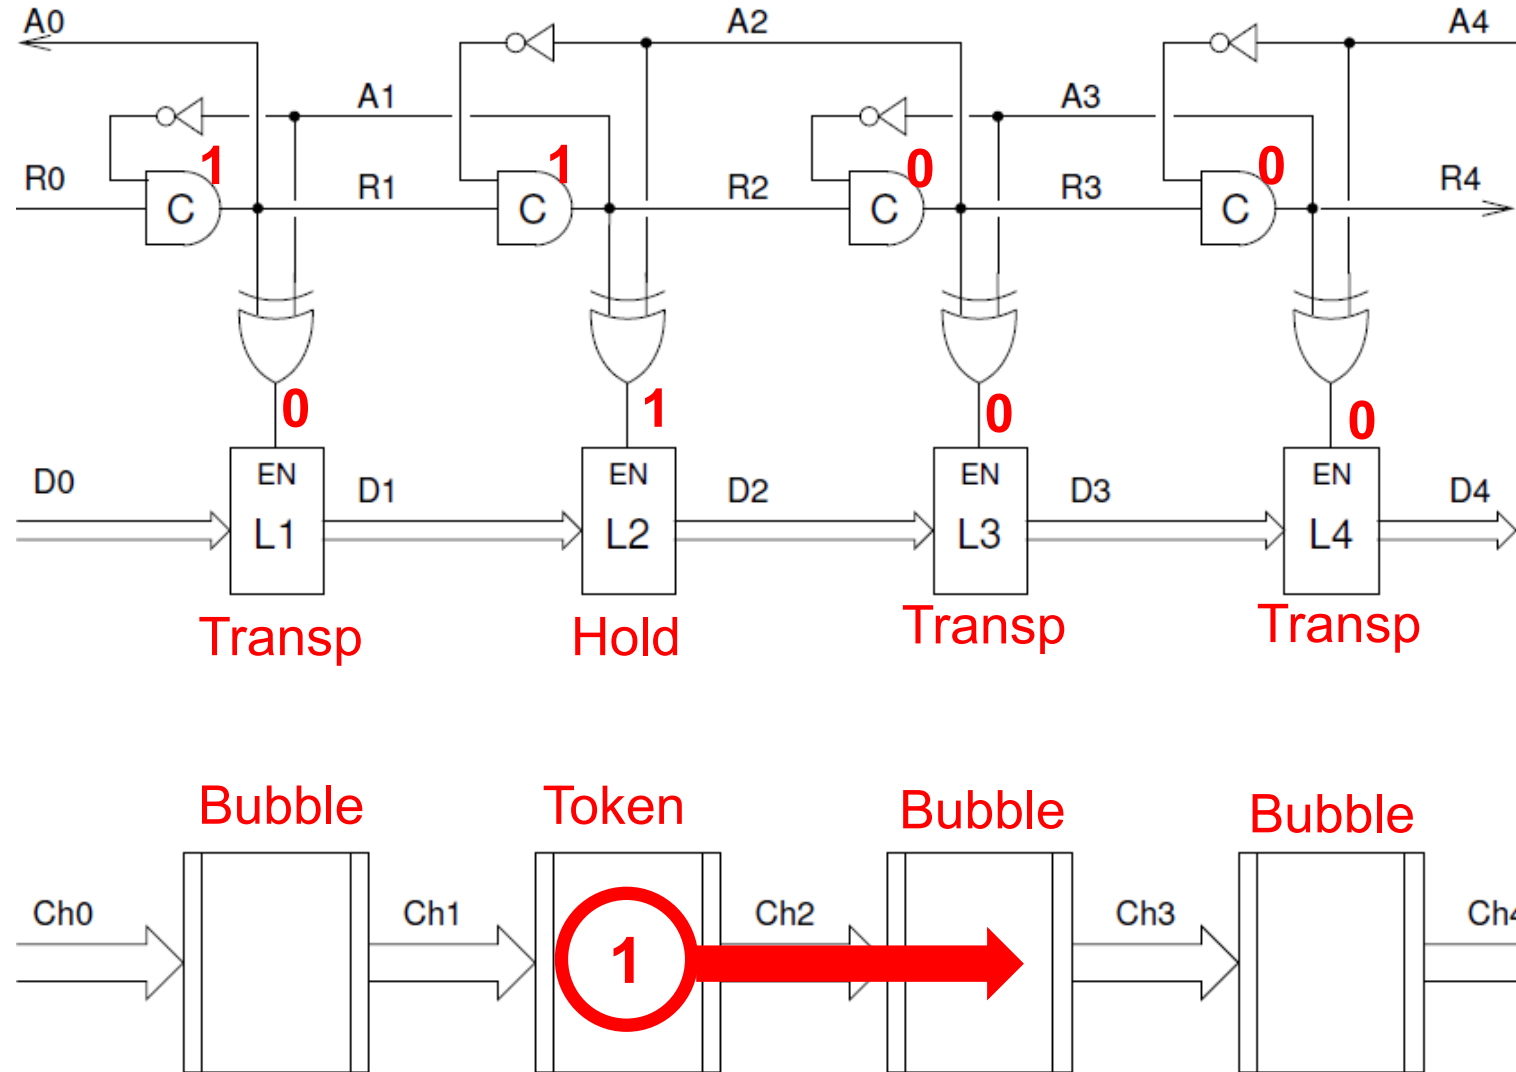 A0 A2 A4
A1 A3
1 1 0 0
R0 R1 R2 R3 R4
C C C C
0 1 0 0
EN EN EN EN
D0 D1 D2 D3 D4
L1 L2 L3 L4
Transp Hold Transp Transp
Bubble Token Bubble Bubble
Ch0 Ch1 Ch2 Ch3 Ch4
1